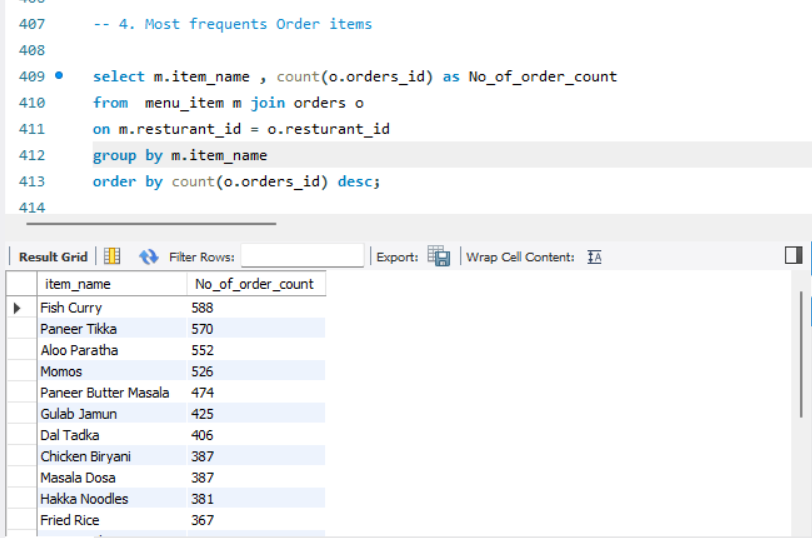 407 -- 4. Most frequents Order items
408
409 select m.item_name , count(o.orders_id) as No_of_order_count
410 from  menu_item m join orders o
411 on m.resturant_id = o.resturant_id
412 group by m.item_name
413 order by count(o.orders_id) desc;
414
Result Grid Filter Rows: Export: Wrap Cell Content: IA
item_name No_of_order_count
Fish Curry 588
Paneer Tikka 570
Aloo Paratha 552
Momos 526
Paneer Butter Masala 474
Gulab Jamun 425
Dal Tadka 406
Chicken Biryani 387
Masala Dosa 387
Hakka Noodles 381
Fried Rice 367